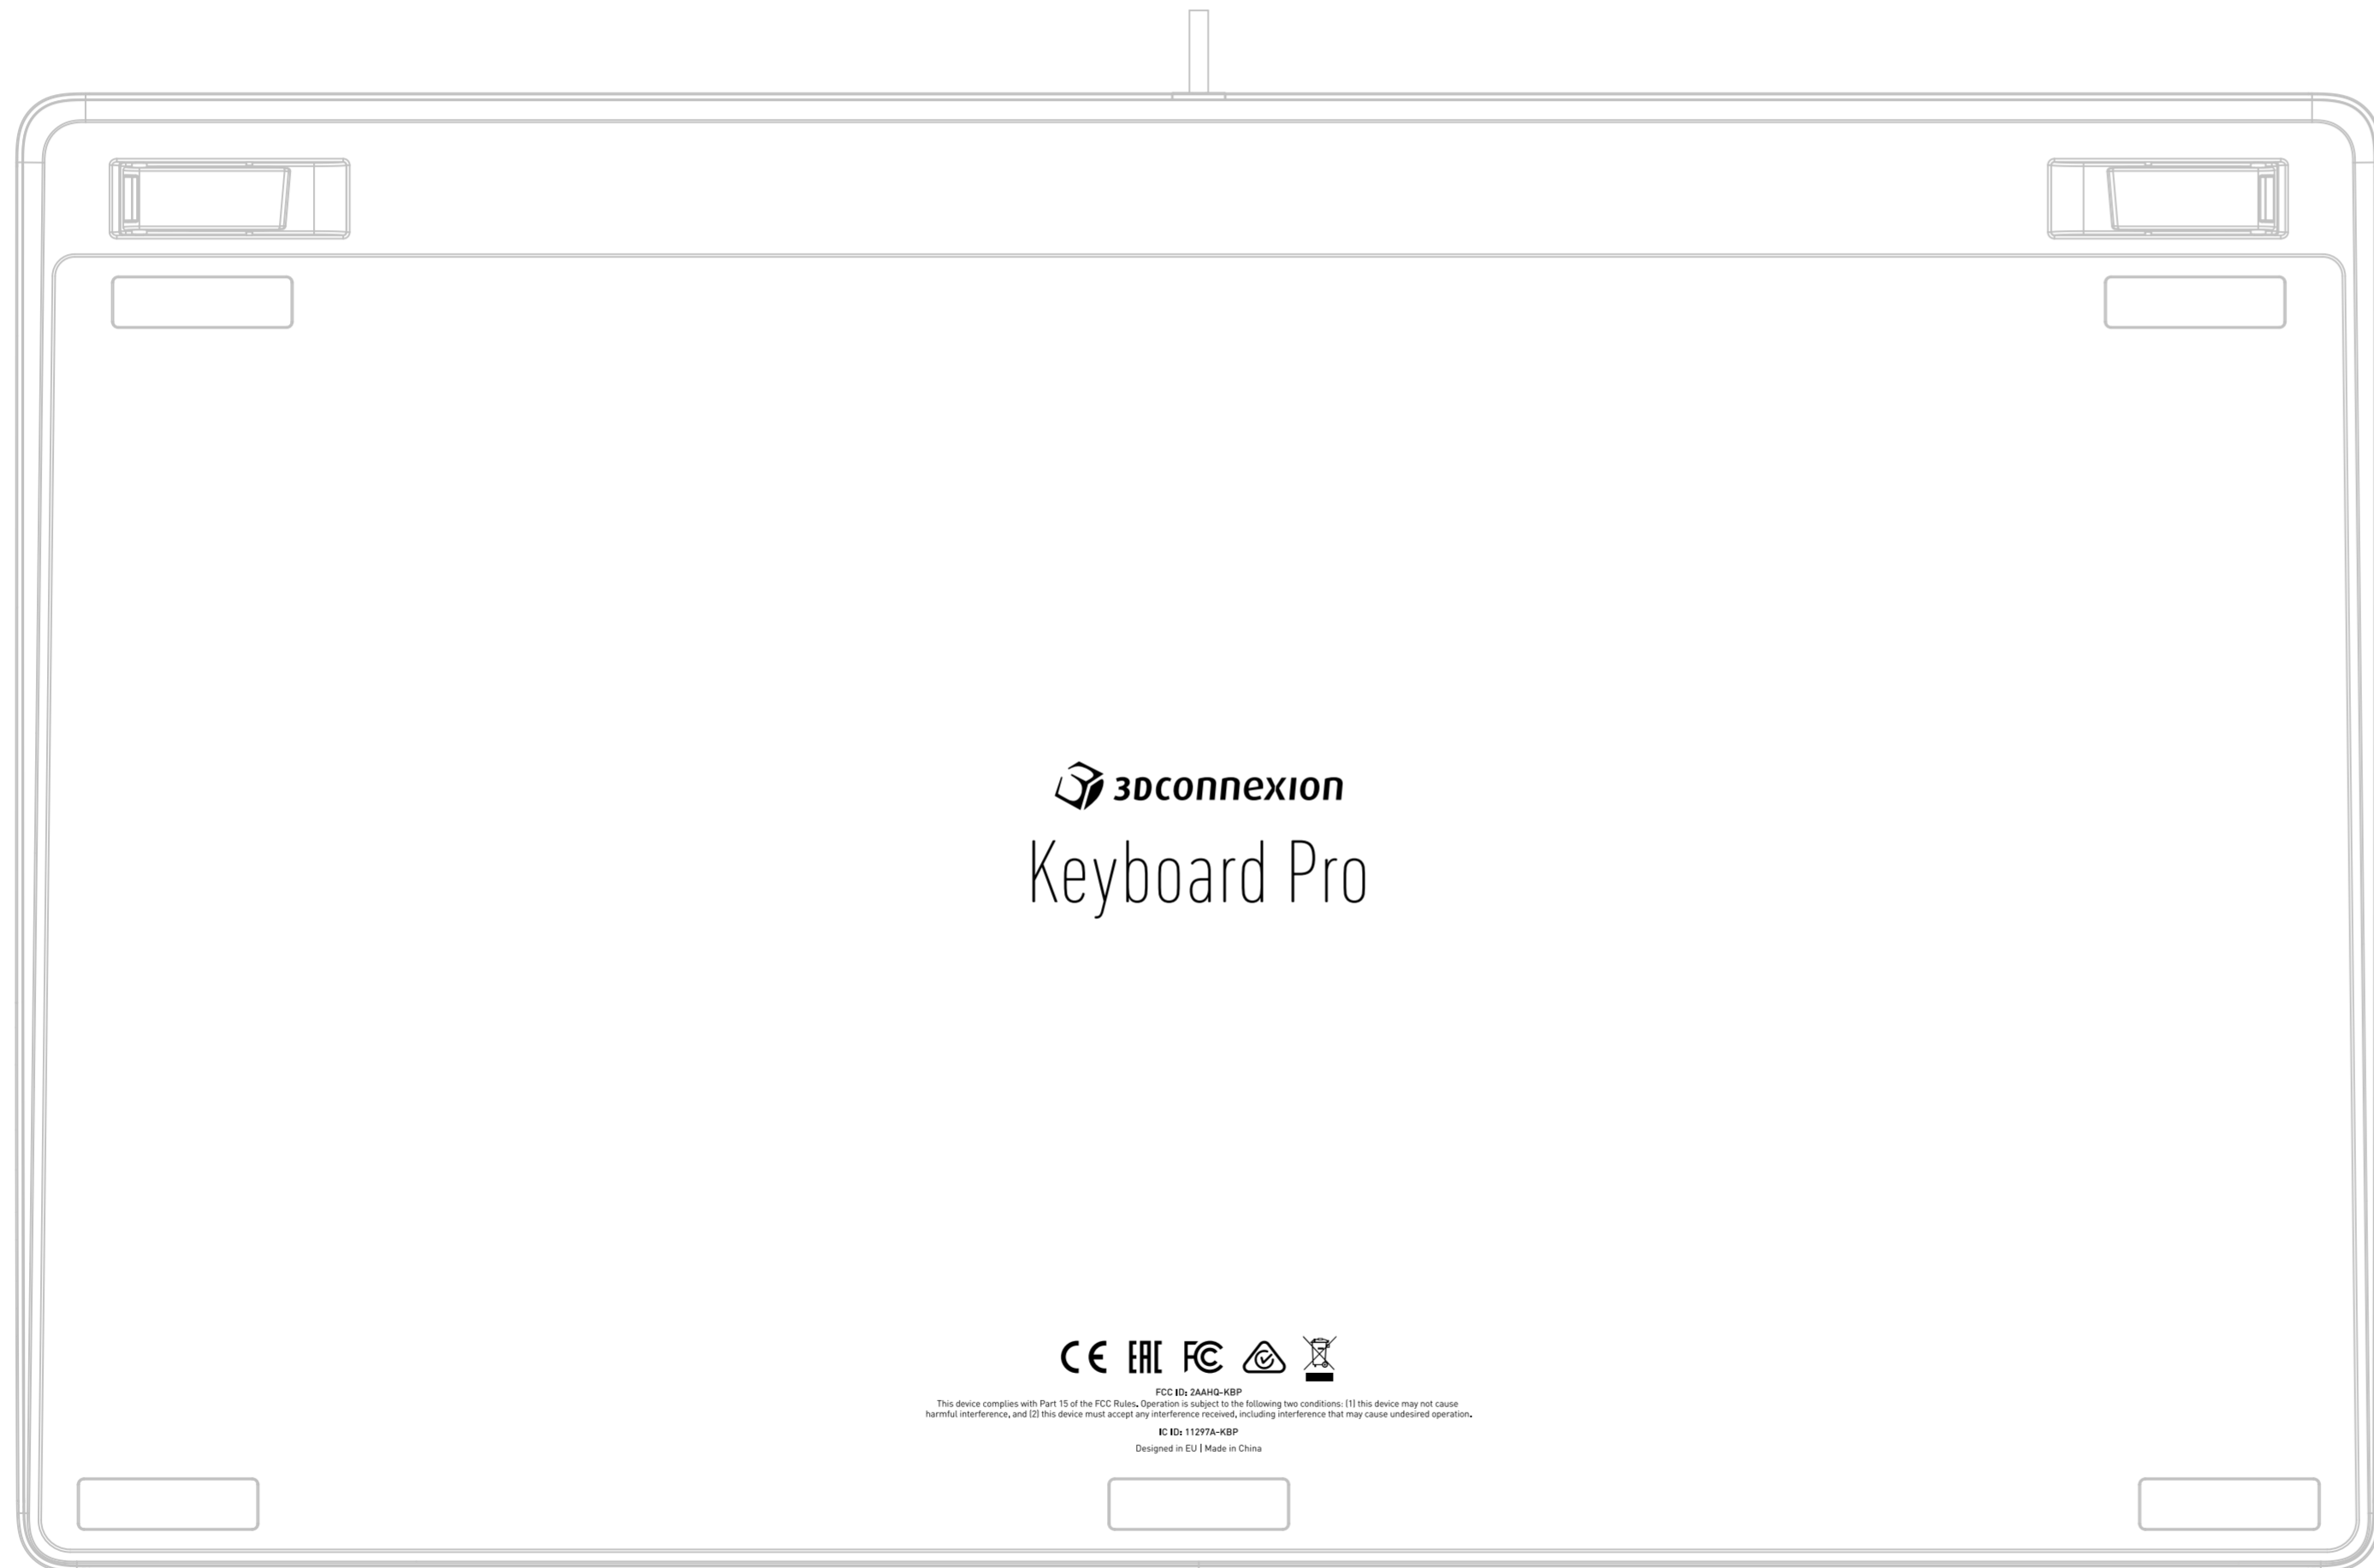 3Dconnexion
Keyboard Pro
CE EAC FC
FCC ID: 2AAHQ-KBP
This device complies with Part 15 of the FCC Rules. Operation is subject to the following two conditions: (1) this device may not cause
harmful interference, and (2) this device must accept any interference received, including interference that may cause undesired operation.
IC ID: 11297A-KBP
Designed in EU | Made in China